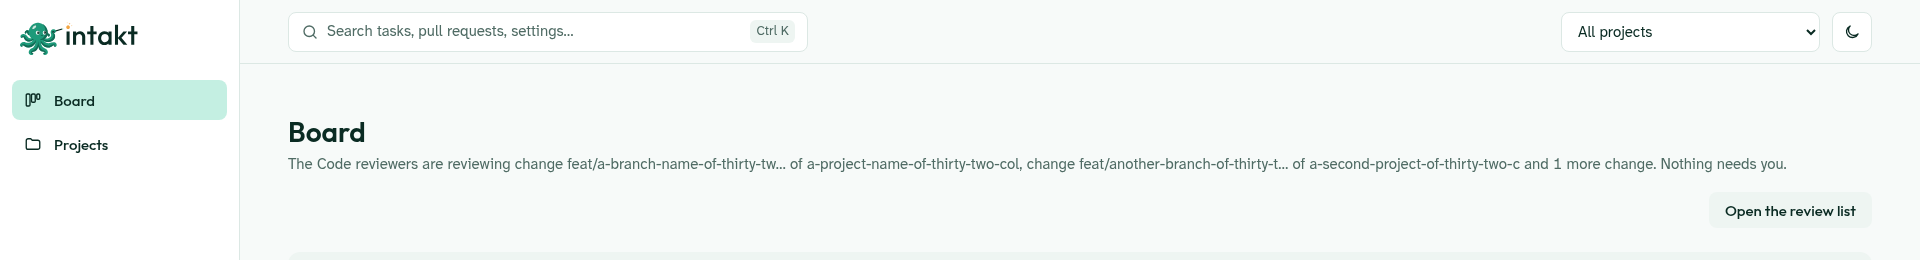 intakt
Search tasks, pull requests, settings...
Ctrl K
All projects
Board
Projects
Board
The Code reviewers are reviewing change feat/a-branch-name-of-thirty-tw... of a-project-name-of-thirty-two-col, change feat/another-branch-of-thirty-t... of a-second-project-of-thirty-two-c and 1 more change. Nothing needs you.
Open the review list